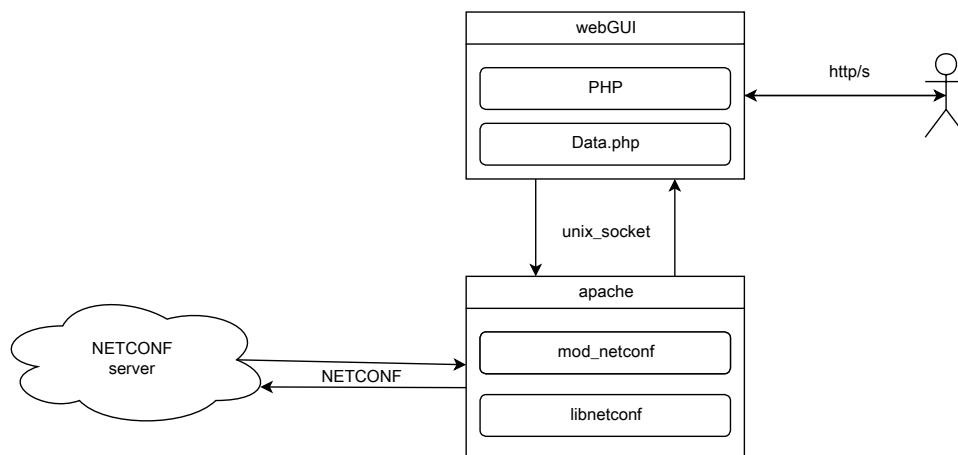 webGUI
PHP
Data.php
http/s
unix_socket
apache
mod_netconf
libnetconf
NETCONF
server
NETCONF